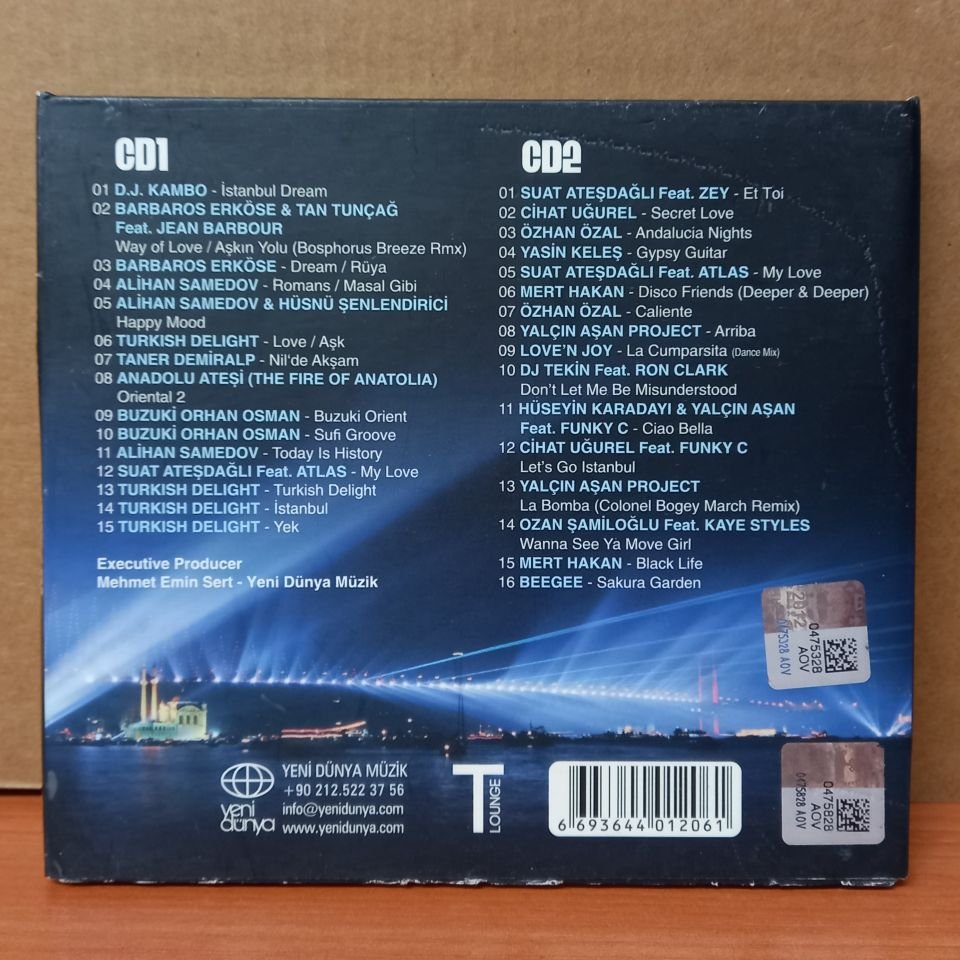 CD1
01 D.J. KAMBO - İstanbul Dream
02 BARBAROS ERKÖSE & TAN TUNÇAĞ
Feat. JEAN BARBOUR
Way of Love / Aşkın Yolu (Bosphorus Breeze Rmx)
03 BARBAROS ERKÖSE - Dream / Rüya
04 ALİHAN SAMEDOV - Romans / Masal Gibi
05 ALİHAN SAMEDOV & HÜSNÜ ŞENLENDİRİCİ
Happy Mood
06 TURKISH DELIGHT - Love / Aşk
07 TANER DEMİRALP - Nil'de Akşam
08 ANADOLU ATEŞİ (THE FIRE OF ANATOLIA)
Oriental 2
09 BUZUKİ ORHAN OSMAN - Buzuki Orient
10 BUZUKİ ORHAN OSMAN - Sufi Groove
11 ALİHAN SAMEDOV - Today Is History
12 SUAT ATEŞDAĞLI Feat. ATLAS - My Love
13 TURKISH DELIGHT - Turkish Delight
14 TURKISH DELIGHT - İstanbul
15 TURKISH DELIGHT - Yek
Executive Producer
Mehmet Emin Sert - Yeni Dünya Müzik
CD2
01 SUAT ATEŞDAĞLI Feat. ZEY - Et Toi
02 CİHAT UĞUREL - Secret Love
03 ÖZHAN ÖZAL - Andalucia Nights
04 YASİN KELEŞ - Gypsy Guitar
05 SUAT ATEŞDAĞLI Feat. ATLAS - My Love
06 MERT HAKAN - Disco Friends (Deeper & Deeper)
07 ÖZHAN ÖZAL - Caliente
08 YALÇIN AŞAN PROJECT - Arriba
09 LOVE'N JOY - La Cumparsita (Dance Mix)
10 DJ TEKİN Feat. RON CLARK
Don't Let Me Be Misunderstood
11 HÜSEYİN KARADAYI & YALÇIN AŞAN
Feat. FUNKY C - Ciao Bella
12 CİHAT UĞUREL Feat. FUNKY C
Let's Go Istanbul
13 YALÇIN AŞAN PROJECT
La Bomba (Colonel Bogey March Remix)
14 OZAN ŞAMİLOĞLU Feat. KAYE STYLES
Wanna See Ya Move Girl
15 MERT HAKAN - Black Life
16 BEEGEE - Sakura Garden
2012
0475328 AOV
0475328
AOV
yeni
dünya
YENİ DÜNYA MÜZİK
+90 212.522 37 56
info@yenidunya.com
www.yenidunya.com
T
LOUNGE
6 693644 012061
0475828 AOV
0475828
AOV